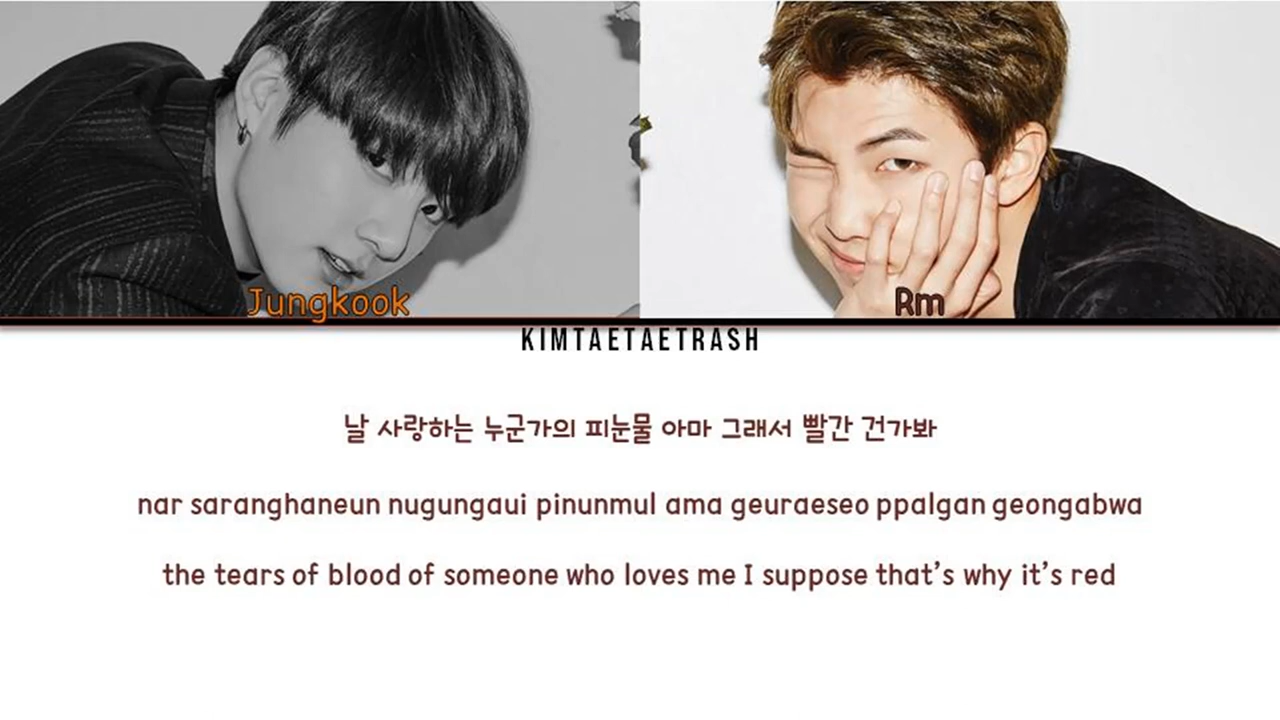 Jungkook
Rm
KIMTAETAETRASH
날 사랑하는 누군가의 피눈물 아마 그래서 빨간 건가봐
nar saranghaneun nugungaui pinunmul ama geuraeseo ppalgan geongabwa
the tears of blood of someone who loves me I suppose that's why it's red